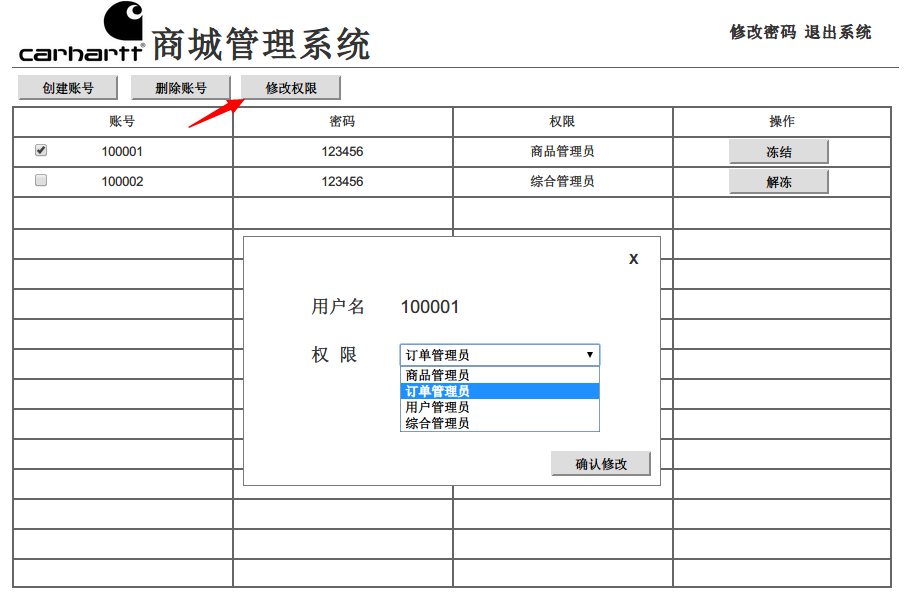 carhartt 商城管理系统
修改密码 退出系统
创建账号 删除账号 修改权限
账号 密码 权限 操作
100001 123456 商品管理员 冻结
100002 123456 综合管理员 解冻
X
用户名 100001
权 限 订单管理员
商品管理员
订单管理员
用户管理员
综合管理员
确认修改